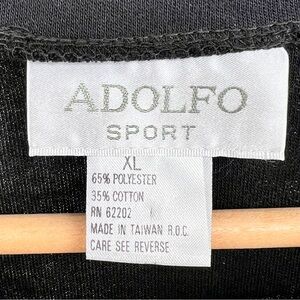 ADOLFO
SPORT
XL
65% POLYESTER
35% COTTON
RN 62202
MADE IN TAIWAN R.O.C.
CARE SEE REVERSE